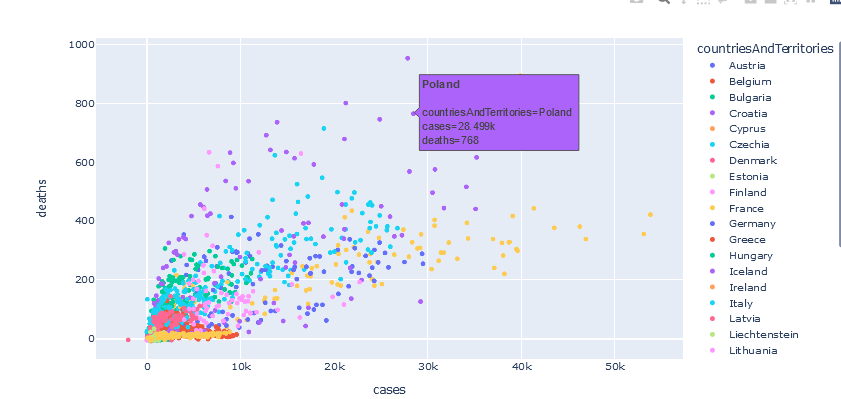 countriesAndTerritories
1000
800
600
400
200
0
deaths
0
10k
20k
30k
40k
50k
cases
Poland
countriesAndTerritories=Poland
cases=28.499k
deaths=768
Austria
Belgium
Bulgaria
Croatia
Cyprus
Czechia
Denmark
Estonia
Finland
France
Germany
Greece
Hungary
Iceland
Ireland
Italy
Latvia
Liechtenstein
Lithuania